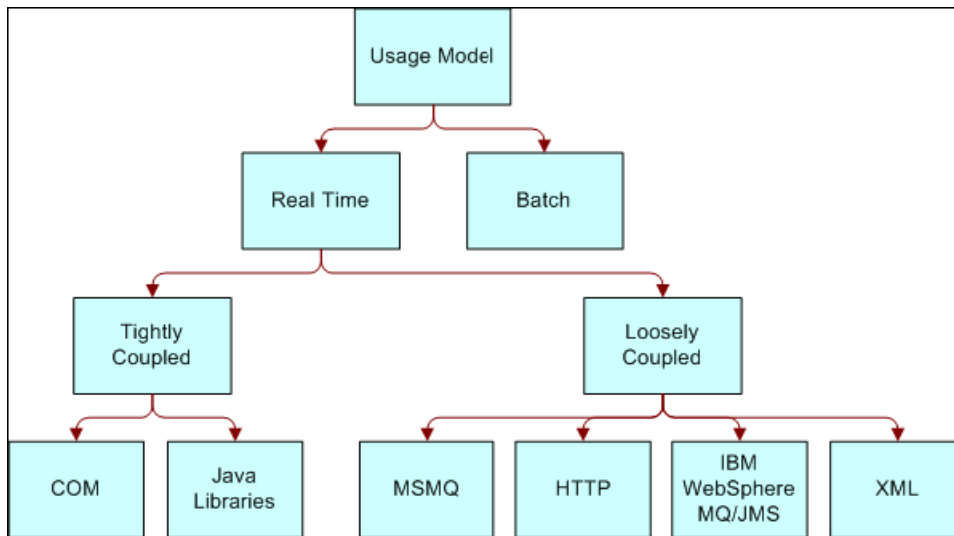 Usage Model
Real Time
Batch
Tightly
Coupled
Loosely
Coupled
COM
Java
Libraries
MSMQ
HTTP
IBM
WebSphere
MQ/JMS
XML